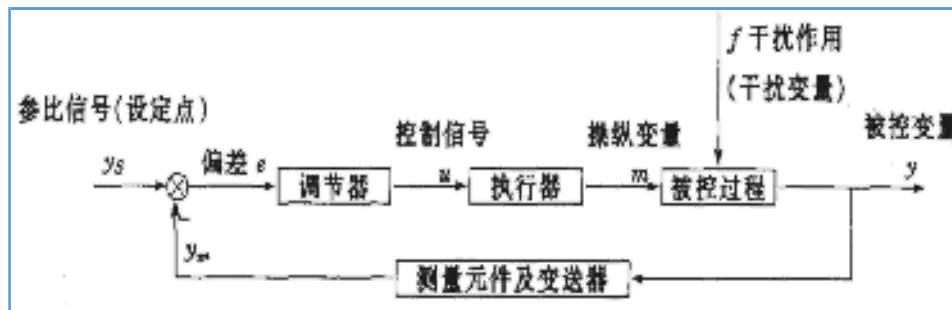 f 干扰作用
(干扰变量)
参比信号(设定点)
控制信号
操纵变量
被控变量
ys
偏差 e
调节器
u
执行器
m
被控过程
y
ym
测量元件及变送器